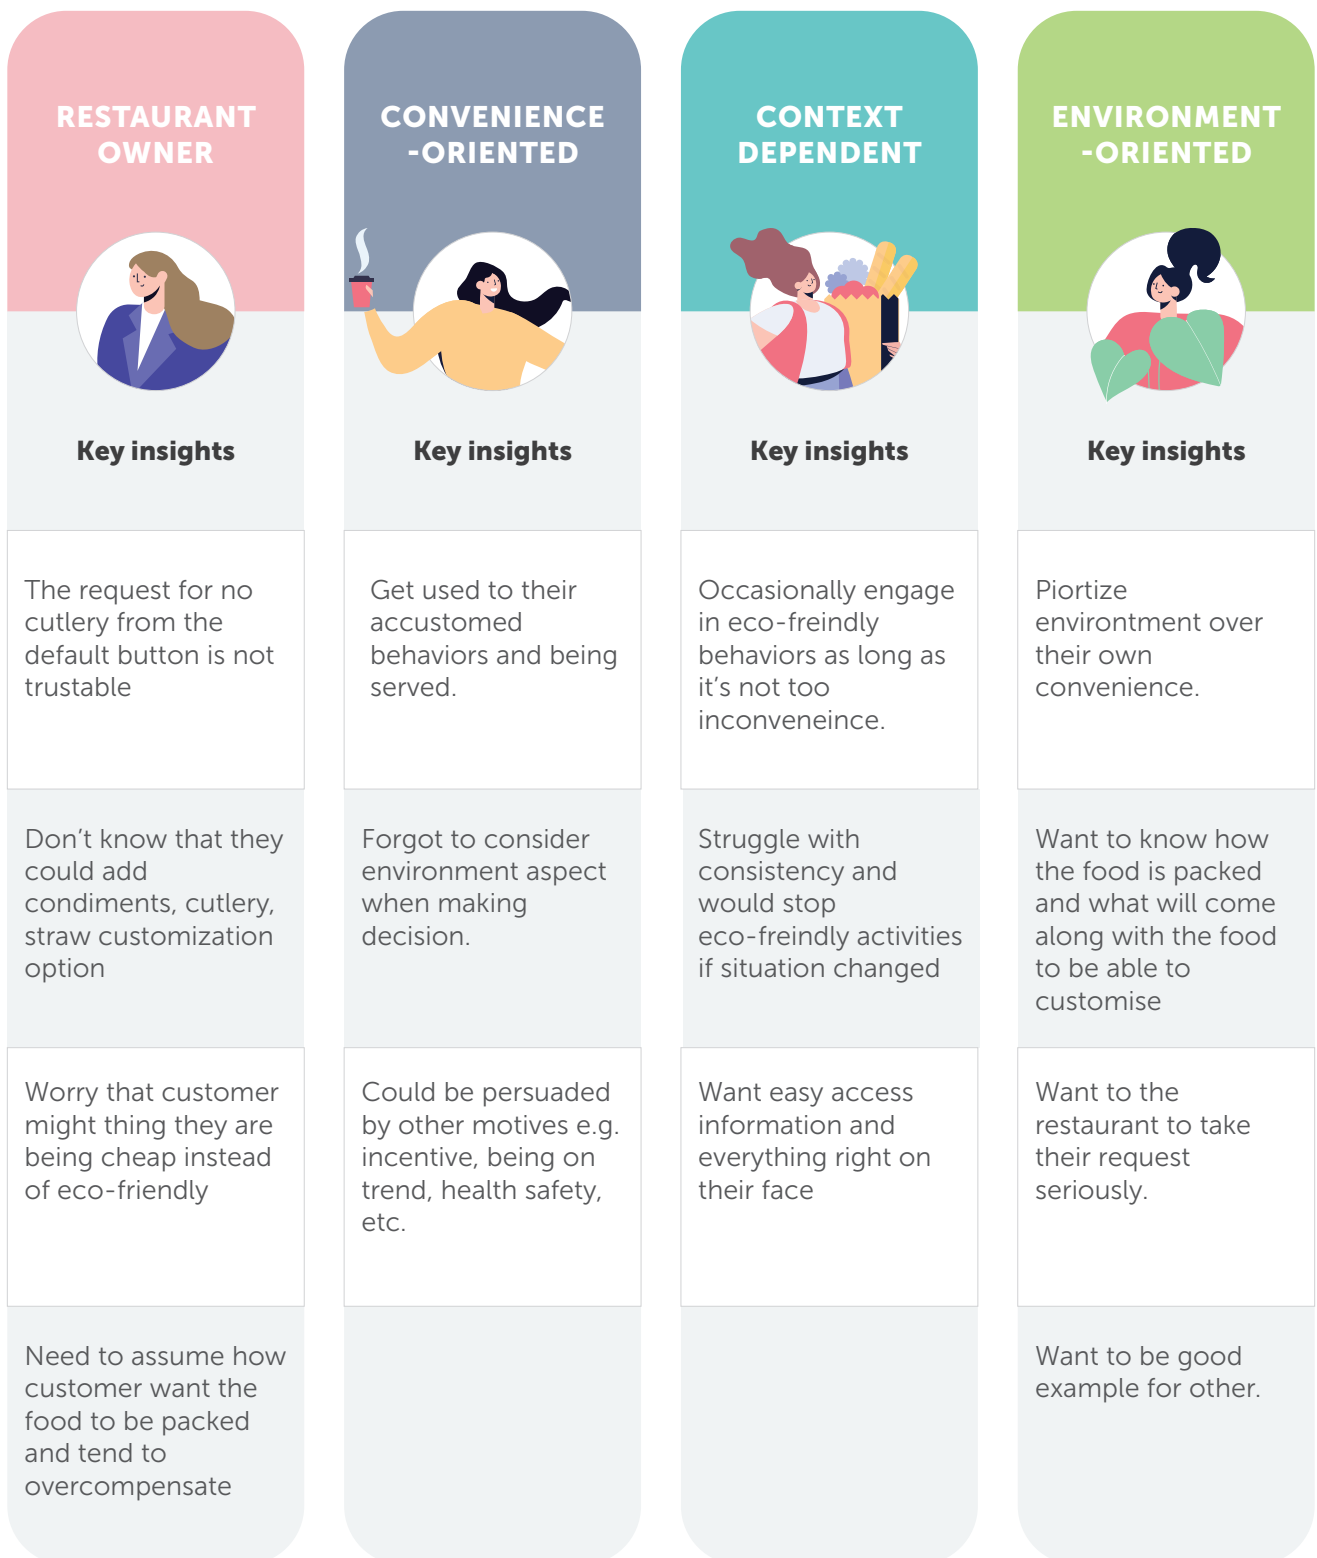 RESTAURANT
OWNER
Key insights
The request for no
cutlery from the
default button is not
trustable
Don't know that they
could add
condiments, cutlery,
straw customization
option
Worry that customer
might thing they are
being cheap instead
of eco-friendly
Need to assume how
customer want the
food to be packed
and tend to
overcompensate
CONVENIENCE
-ORIENTED
Key insights
Get used to their
accustomed
behaviors and being
served.
Forgot to consider
environment aspect
when making
decision.
Could be persuaded
by other motives e.g.
incentive, being on
trend, health safety,
etc.
CONTEXT
DEPENDENT
Key insights
Occasionally engage
in eco-freindly
behaviors as long as
it's not too
inconveneince.
Struggle with
consistency and
would stop
eco-freindly activities
if situation changed
Want easy access
information and
everything right on
their face
ENVIRONMENT
-ORIENTED
Key insights
Piortize
environtment over
their own
convenience.
Want to know how
the food is packed
and what will come
along with the food
to be able to
customise
Want to the
restaurant to take
their request
seriously.
Want to be good
example for other.